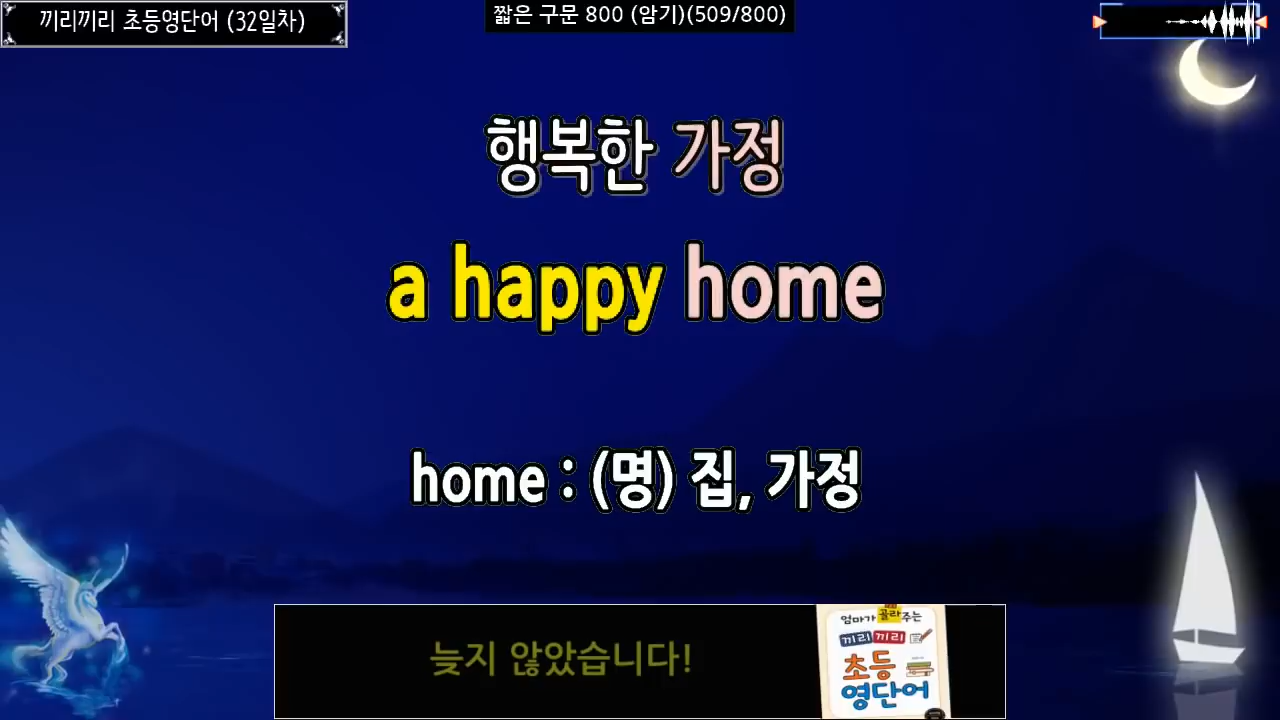 끼리끼리 초등영단어 (32일차)
짧은 구문 800 (암기)(509/800)
행복한 가정
a happy home
home : (명) 집, 가정
늦지 않았습니다!
엄마가 골라주는
끼리끼리
초등
영단어